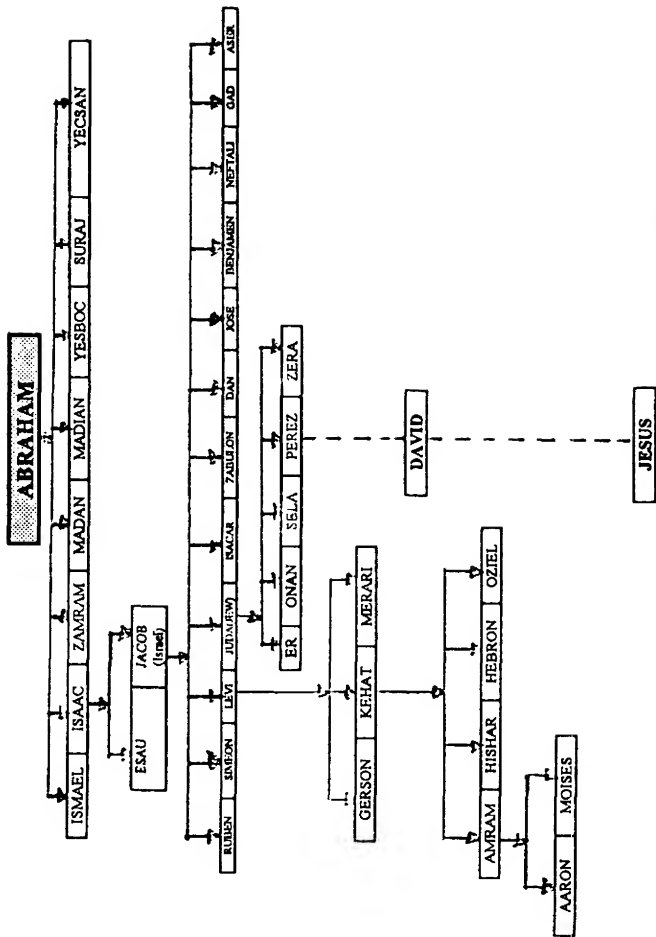 ABRAHAM
ISMAEL ISAAC ZAMRAM MADAN MADIAN YESBOC SURAJ YECSAN
ESAU JACOB
(Israel)
RUBEN SIMEON LEVI JUDA(JEW) ISACAR ZABULON DAN JOSE BENJAMEN NEFTALI GAD ASER
ER ONAN SELA PEREZ ZERA
GERSON KEHAT MERARI
DAVID
AMRAM HISHAR HEBRON OZIEL
AARON MOISES
JESUS